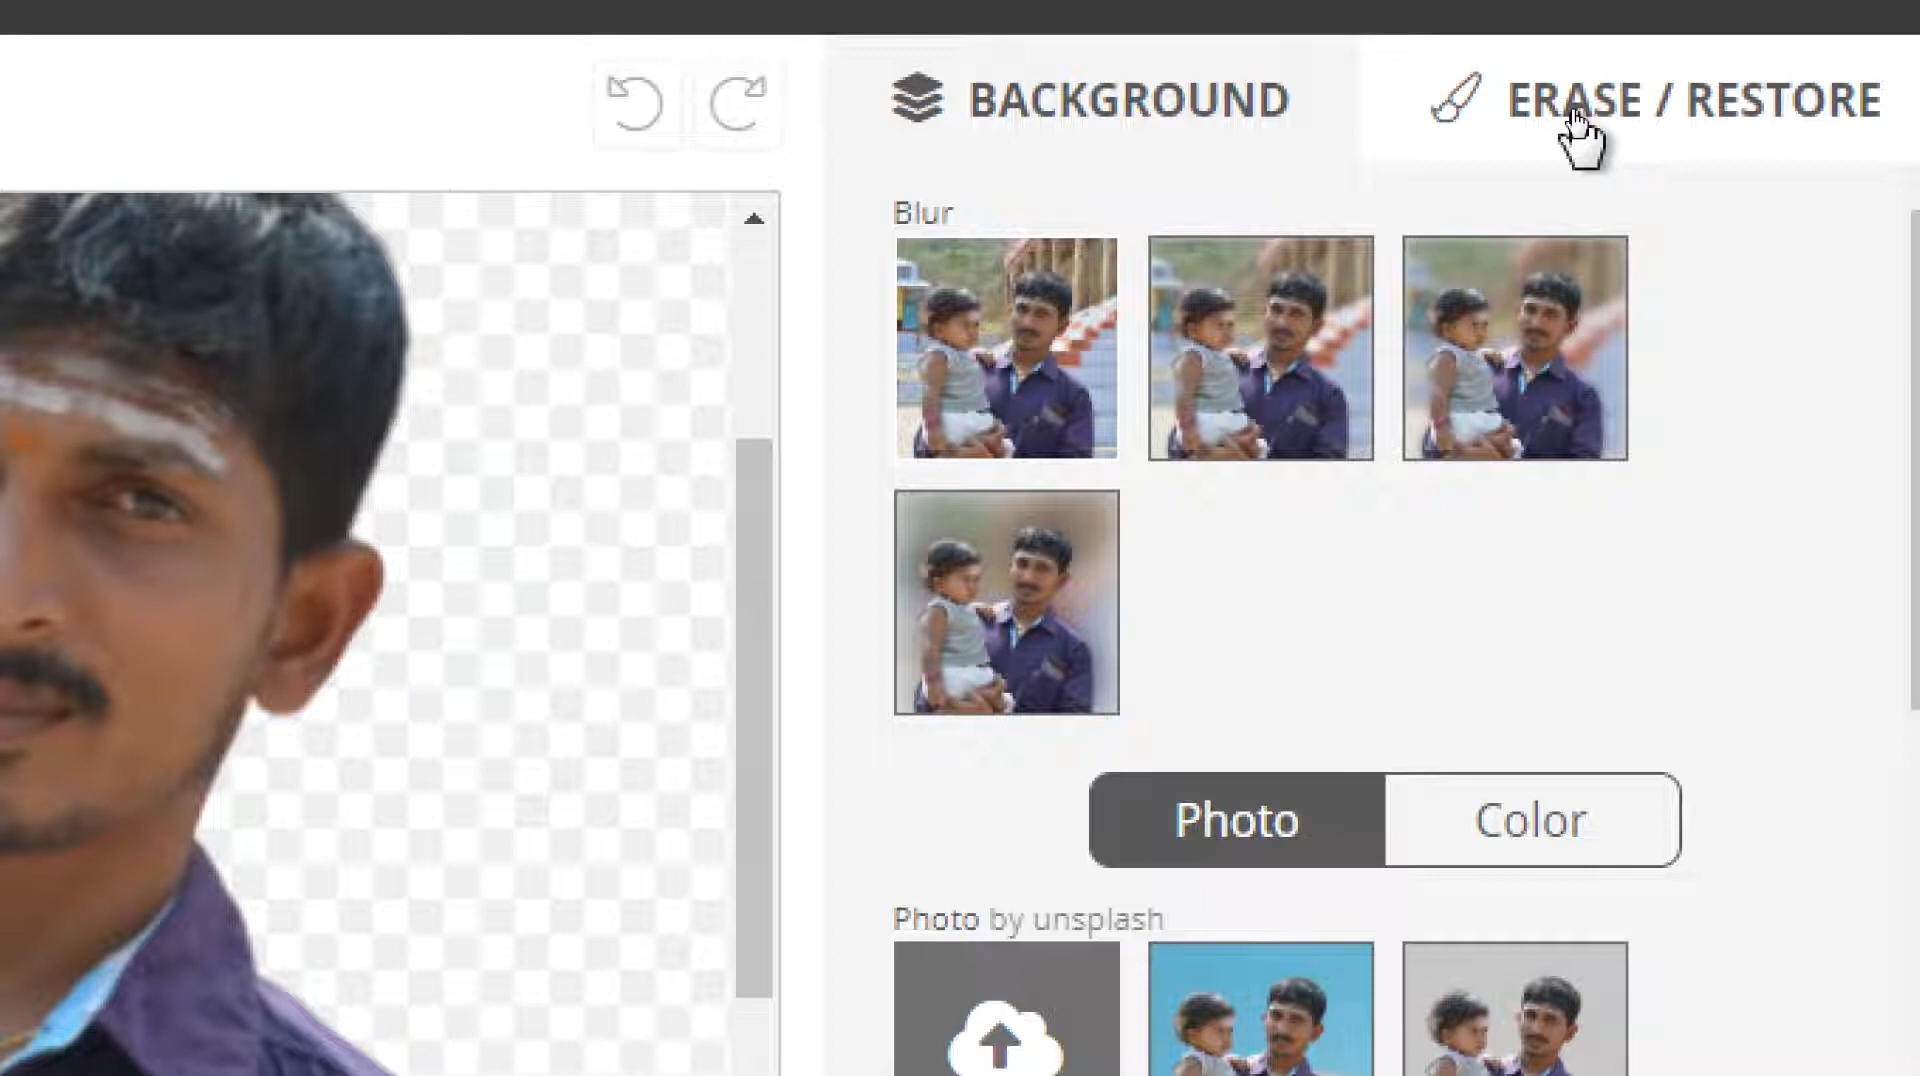 BACKGROUND
ERASE / RESTORE
Blur
Photo
Color
Photo by unsplash